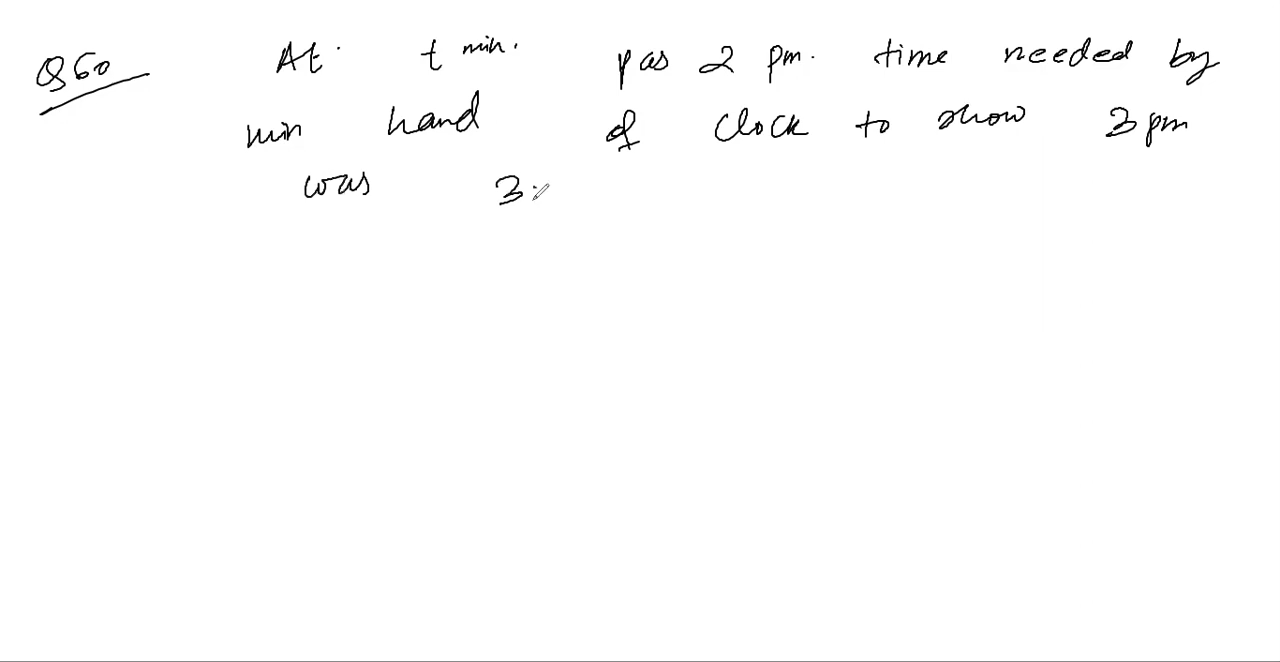 Q60 At t min. pas 2 pm. time needed by
min hand of clock to show 3 pm
was 3